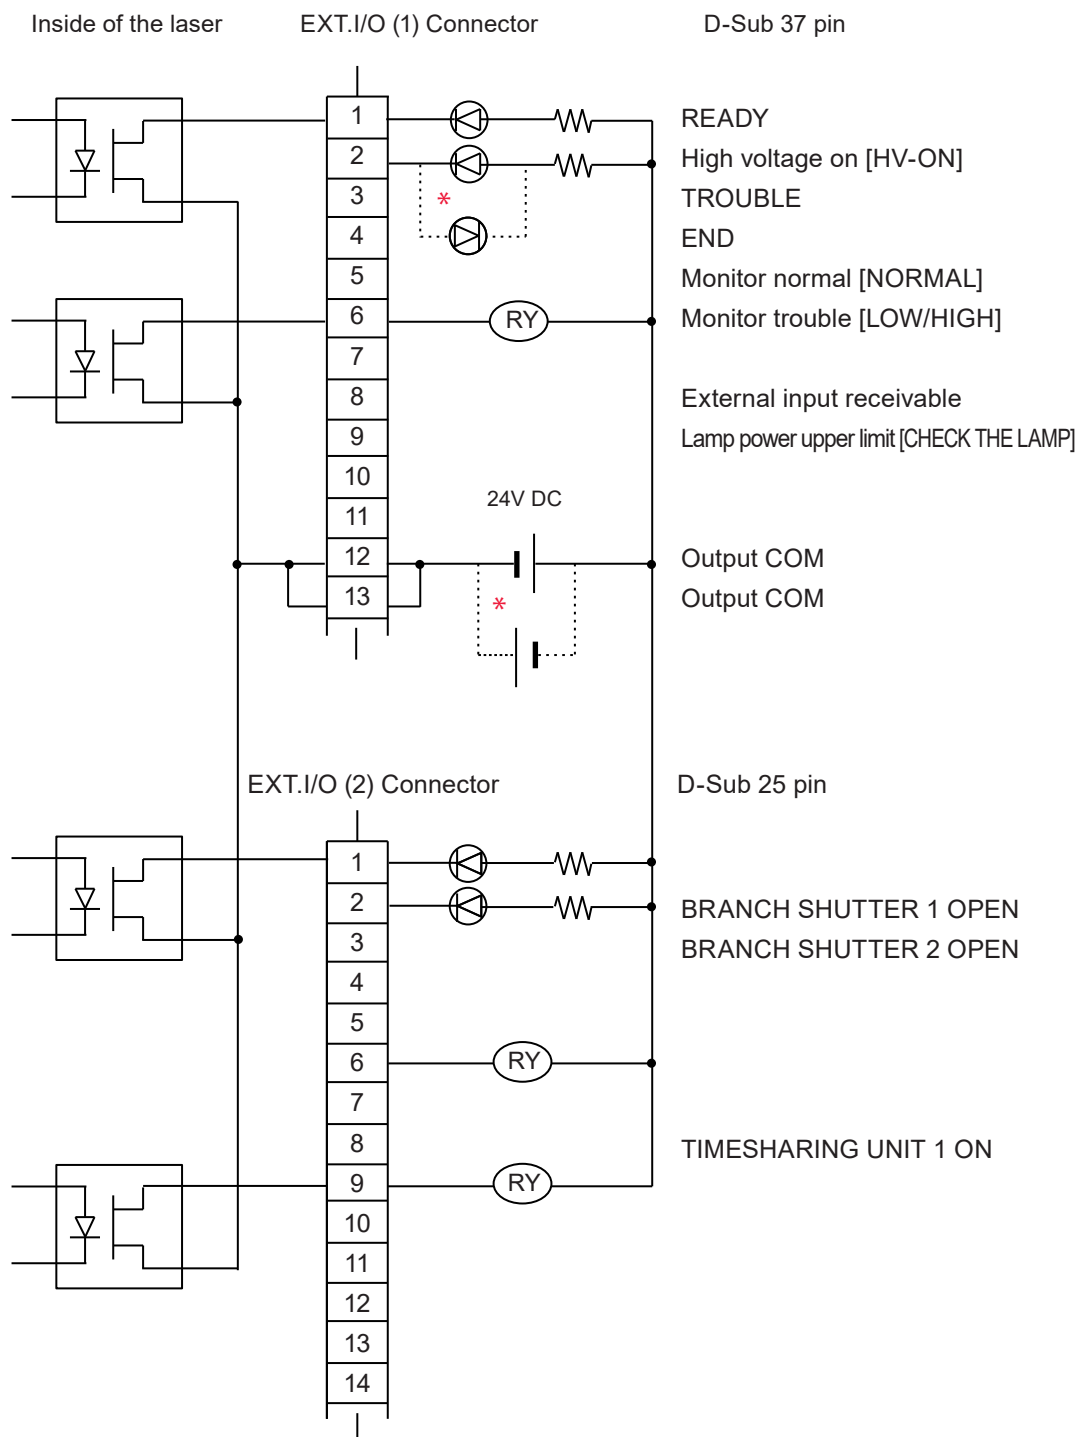 Inside of the laser EXT.I/O (1) Connector D-Sub 37 pin
1 READY
2 High voltage on [HV-ON]
3 * TROUBLE
4 END
5 Monitor normal [NORMAL]
6 RY Monitor trouble [LOW/HIGH]
7
8 External input receivable
9 Lamp power upper limit [CHECK THE LAMP]
10
24V DC
11
12 Output COM
13 * Output COM
EXT.I/O (2) Connector D-Sub 25 pin
1
2 BRANCH SHUTTER 1 OPEN
3 BRANCH SHUTTER 2 OPEN
4
5
6 RY
7
8 TIMESHARING UNIT 1 ON
9 RY
10
11
12
13
14